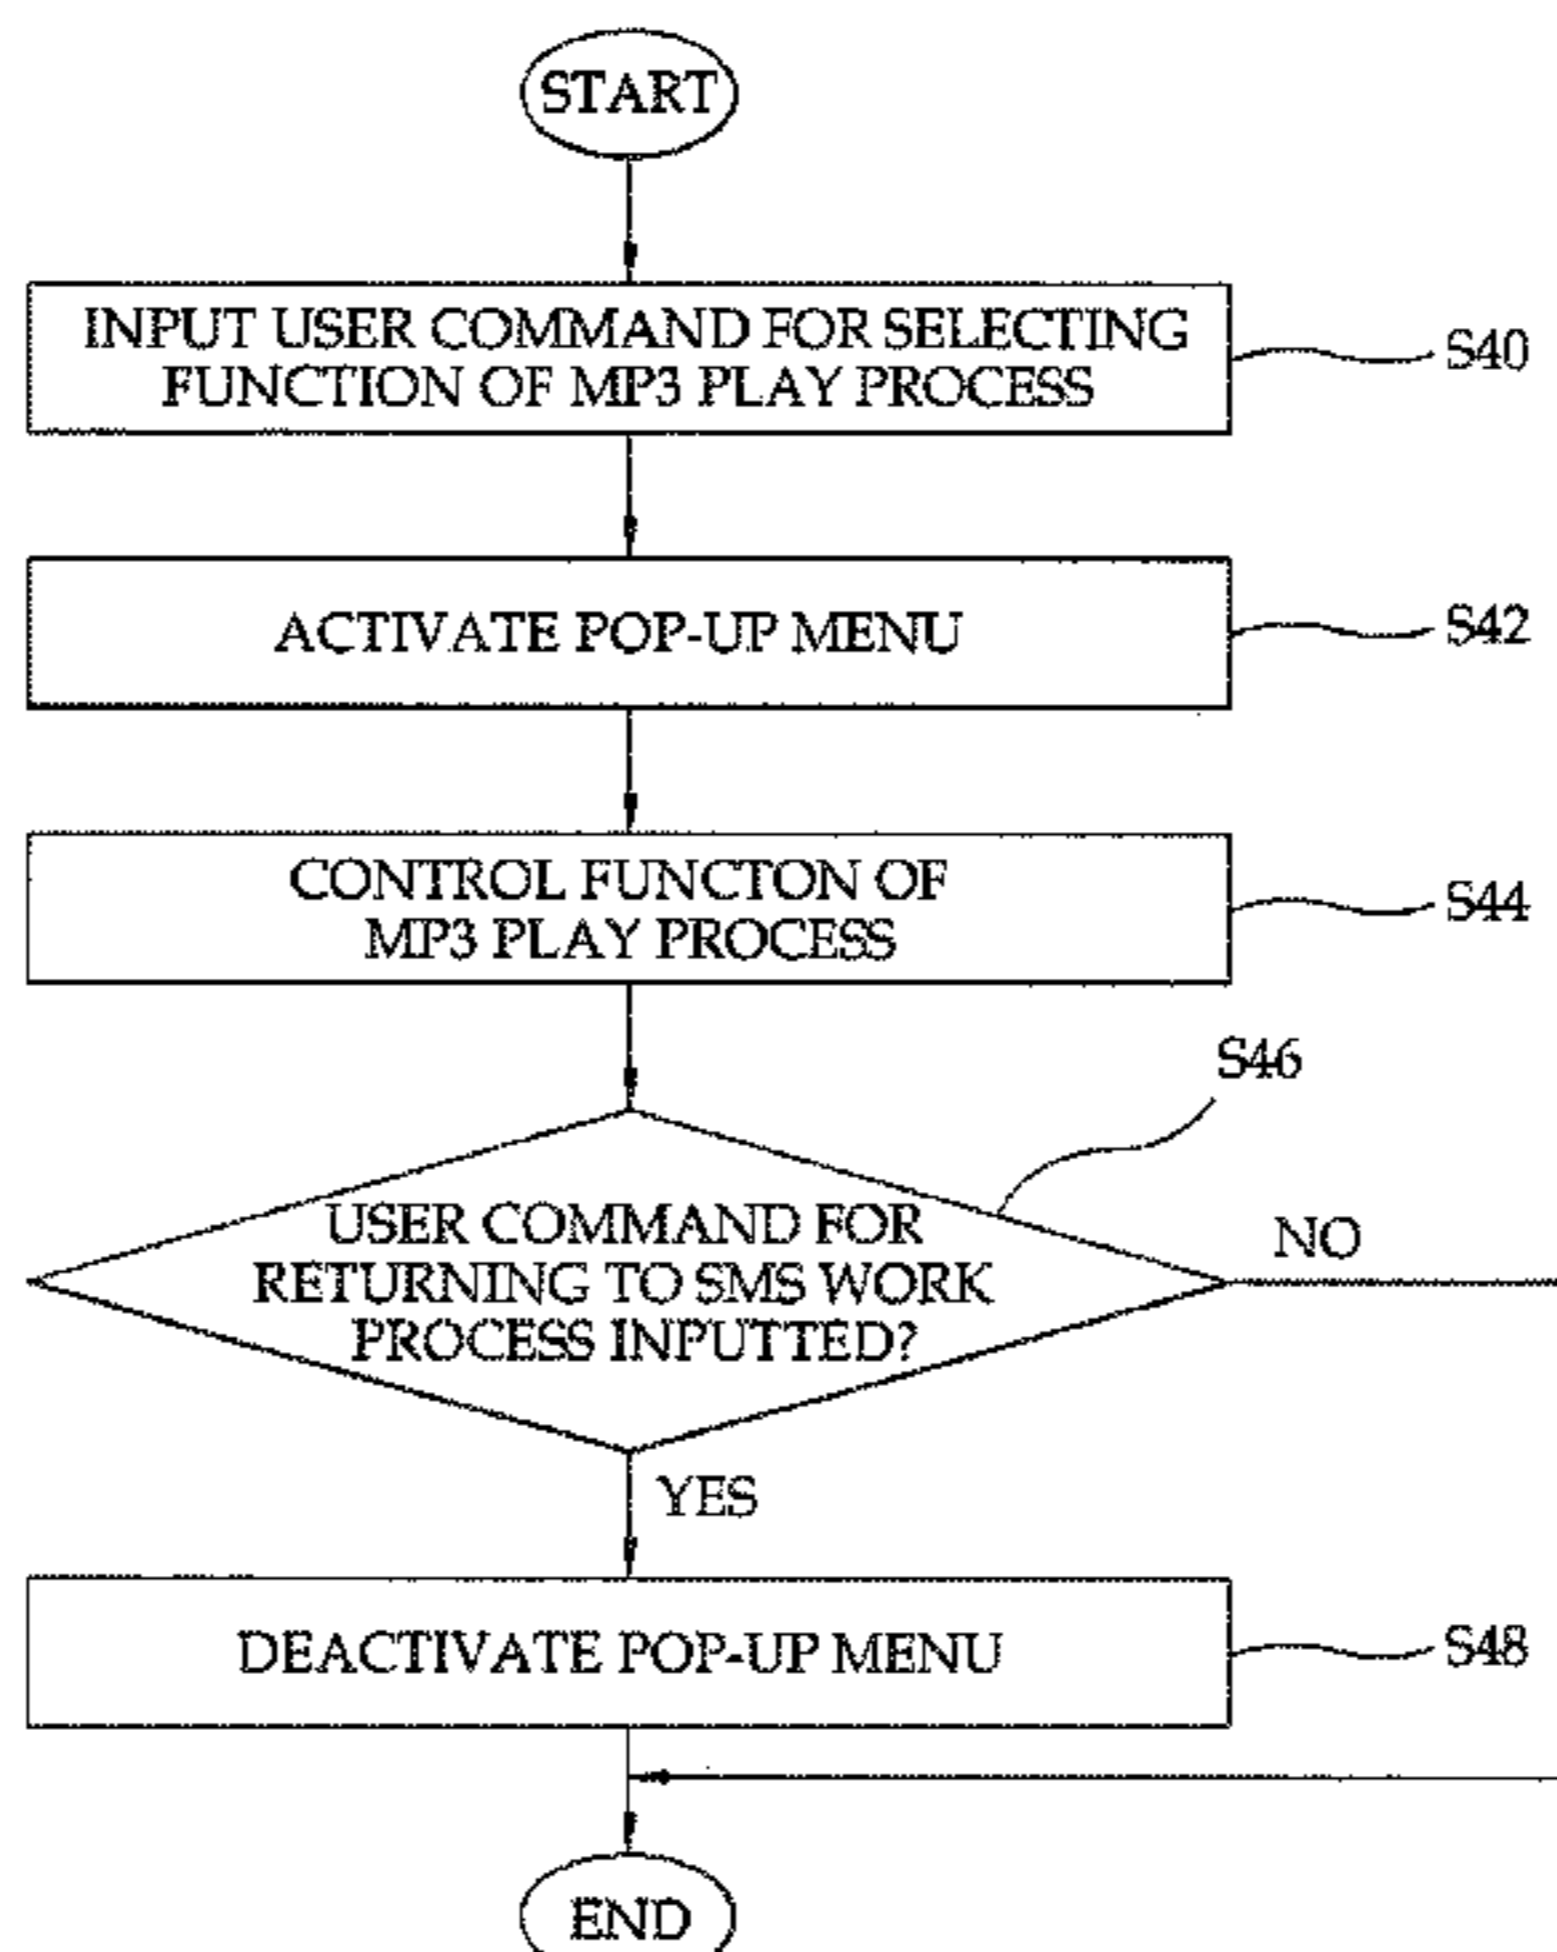 START
INPUT USER COMMAND FOR SELECTING
FUNCTION OF MP3 PLAY PROCESS
S40
ACTIVATE POP-UP MENU
S42
CONTROL FUNCTON OF
MP3 PLAY PROCESS
S44
S46
USER COMMAND FOR
RETURNING TO SMS WORK
PROCESS INPUTTED?
NO
YES
DEACTIVATE POP-UP MENU
S48
END